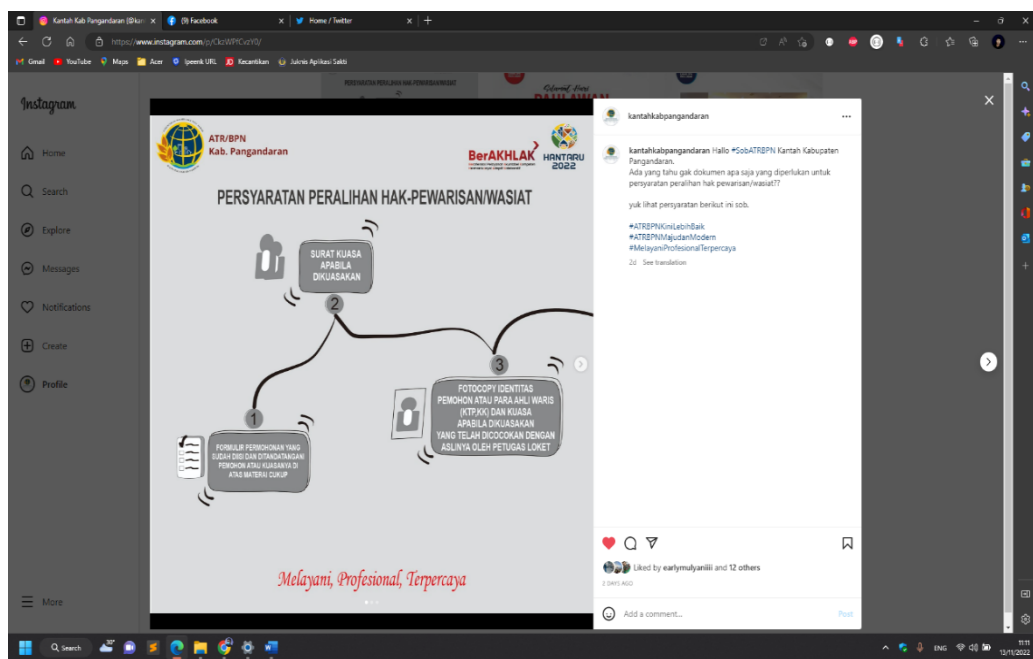 Kantah Kab Pangandaran (@kan
(9) Facebook
Home / Twitter
https://www.instagram.com/p/
Gmail
YouTube
Maps
Acer
Ipeenk URL
Kecantikan
Juknis Aplikasi Sakti
Instagram
Home
Search
Explore
Messages
Notifications
Create
Profile
More
ATR/BPN
Kab. Pangandaran
BerAKHLAK
HANTARU
2022
PERSYARATAN PERALIHAN HAK-PEWARISAN/WASIAT
SURAT KUASA
APABILA
DIKUASAKAN
2
3
FOTOCOPY IDENTITAS
PEMOHON ATAU PARA AHLI WARIS
(KTP,KK) DAN KUASA
APABILA DIKUASAKAN
YANG TELAH DICOCOKAN DENGAN
ASLINYA OLEH PETUGAS LOKET
1
FORMULIR PERMOHONAN YANG
SUDAH DIISI DAN DITANDATANGANI
PEMOHON ATAU KUASANYA DI
ATAS MATERAI CUKUP
Melayani, Profesional, Terpercaya
kantahkabpangandaran
kantahkabpangandaran Hallo #SobATRBPN Kantah Kabupaten
Pangandaran.
Ada yang tahu gak dokumen apa saja yang diperlukan untuk
persyaratan peralihan hak pewarisan/wasiat??
yuk lihat persyaratan berikut ini sob.
#ATRBPNKiniLebihBaik
#ATRBPNMajudanModern
#MelayaniProfesionalTerpercaya
2d See translation
Liked by earlymulyaniiii and 12 others
2 DAYS AGO
Add a comment...
Post
Search
30°
ENG
11:11
13/11/2022